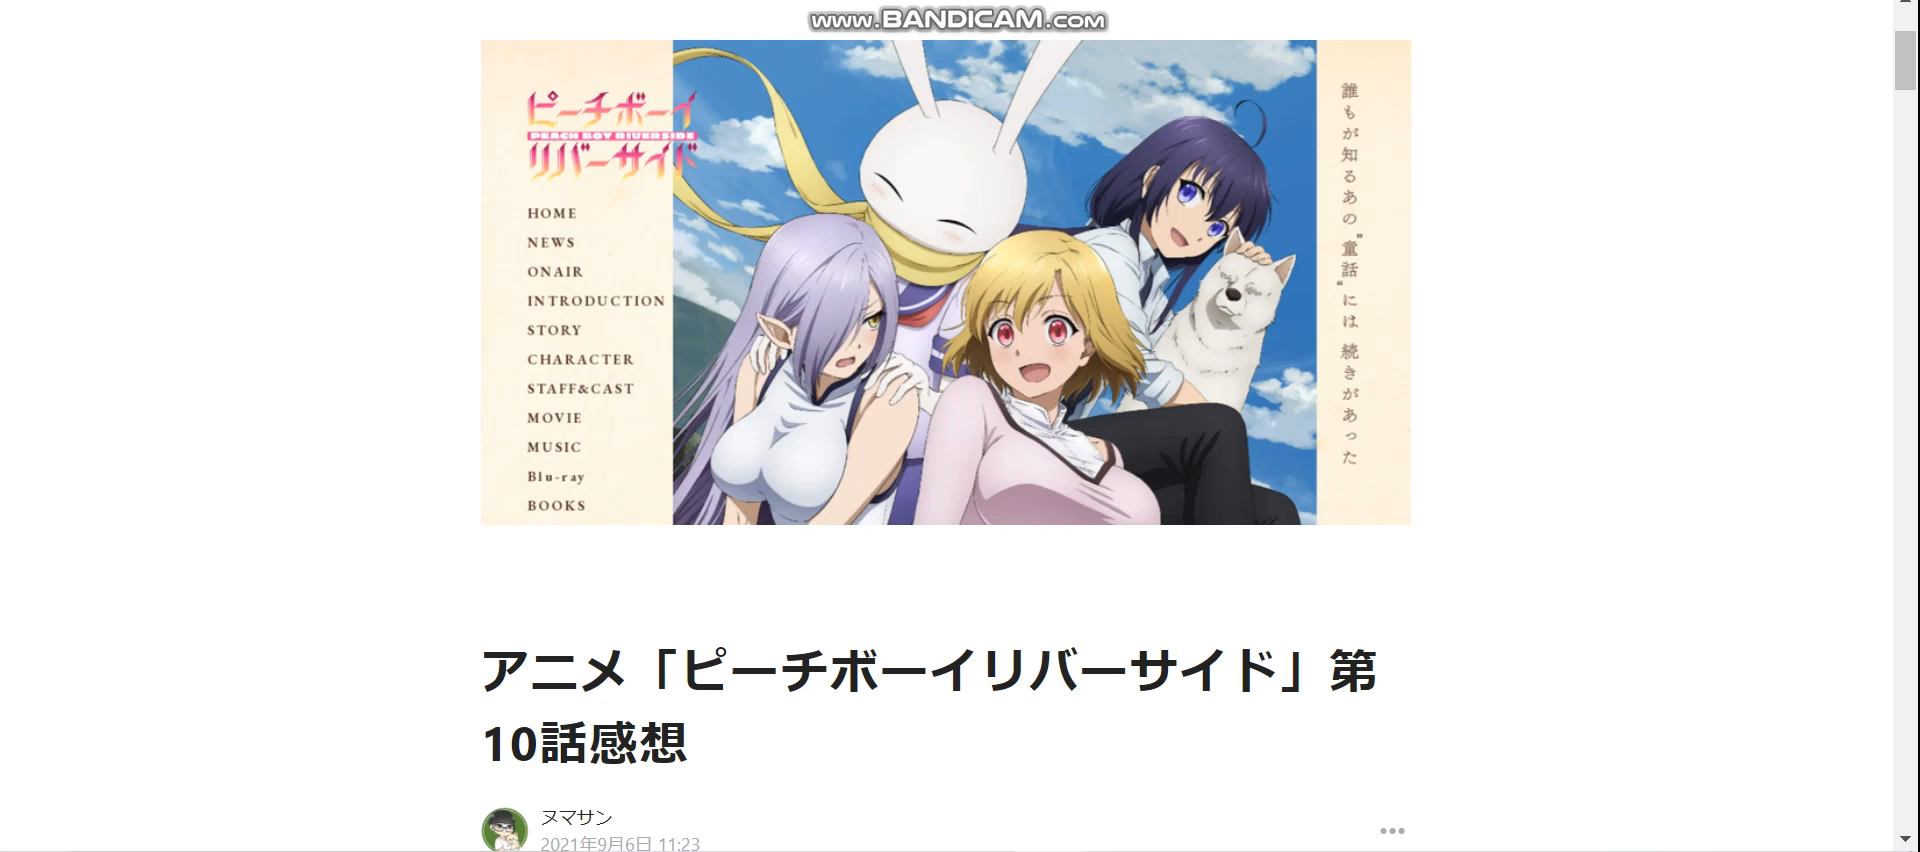 www.BANDICAM.com
ピーチボーイ
PEACH BOY RIVERSIDE
リバーサイド
HOME
NEWS
ONAIR
INTRODUCTION
STORY
CHARACTER
STAFF&CAST
MOVIE
MUSIC
Blu-ray
BOOKS
誰もが知るあの”童話“には 続きがあった
アニメ「ピーチボーイリバーサイド」第
10話感想
ヌマサン
2021年9月6日 11:23